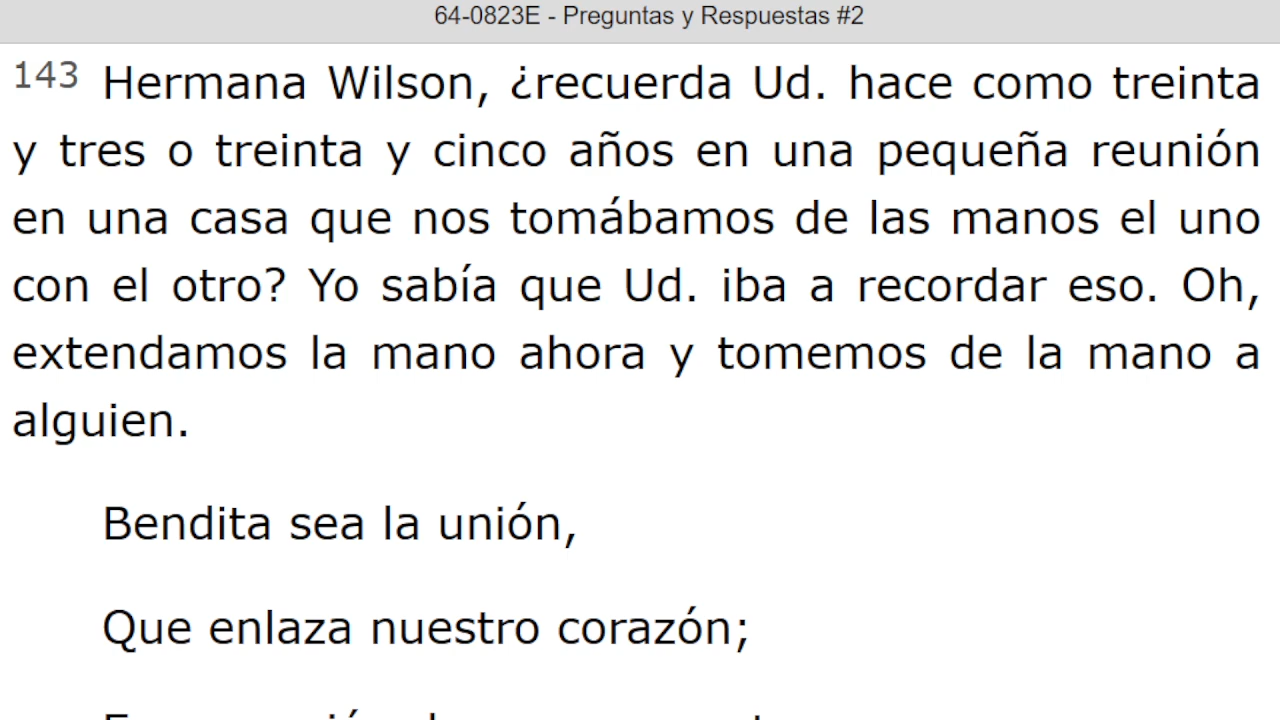 64-0823E - Preguntas y Respuestas #2
143 Hermana Wilson, ¿recuerda Ud. hace como treinta
y tres o treinta y cinco años en una pequeña reunión
en una casa que nos tomábamos de las manos el uno
con el otro? Yo sabía que Ud. iba a recordar eso. Oh,
extendamos la mano ahora y tomemos de la mano a
alguien.
Bendita sea la unión,
Que enlaza nuestro corazón;